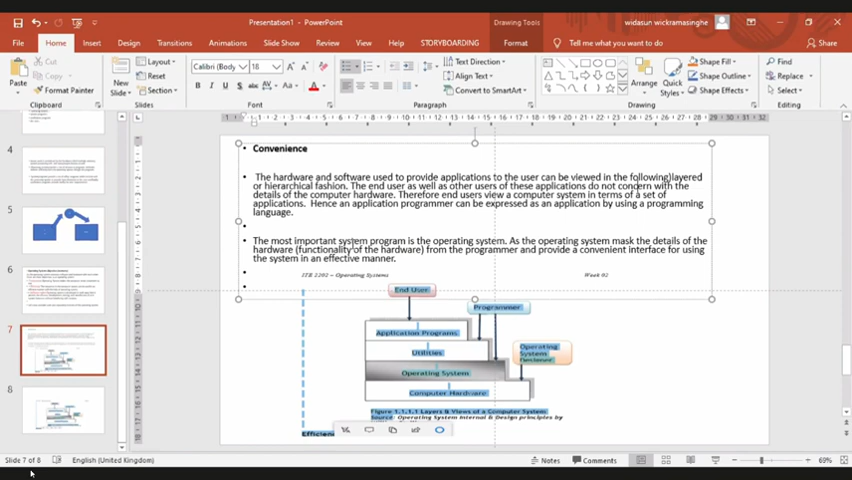 Presentation1 - PowerPoint
Drawing Tools
widasun wickramasinghe
File Home Insert Design Transitions Animations Slide Show Review View Help STORYBOARDING Format Tell me what you want to do Share
Cut
Copy
Format Painter
Paste
Clipboard
New
Slide
Layout
Reset
Section
Slides
Calibri (Body) 18
Font
Text Direction
Align Text
Convert to SmartArt
Paragraph
Arrange
Quick
Styles
Shape Fill
Shape Outline
Shape Effects
Drawing
Find
Replace
Select
Editing
4
5
6
7
8
• Convenience
• The hardware and software used to provide applications to the user can be viewed in the following layered
or hierarchical fashion. The end user as well as other users of these applications do not concern with the
details of the computer hardware. Therefore end users view a computer system in terms of a set of
applications. Hence an application programmer can be expressed as an application by using a programming
language.
•
• The most important system program is the operating system. As the operating system mask the details of the
hardware (functionality of the hardware) from the programmer and provide a convenient interface for using
the system in an effective manner.
• ITE 2202 – Operating Systems Week 02
•
End User
Programmer
Application Programs
Operating
System
Designer
Utilities
Operating System
Computer Hardware
Figure 1.1.1.1 Layers & Views of a Computer System
Source: Operating System Internal & Design principles by
Efficien
Slide 7 of 8 English (United Kingdom) Notes Comments 69%